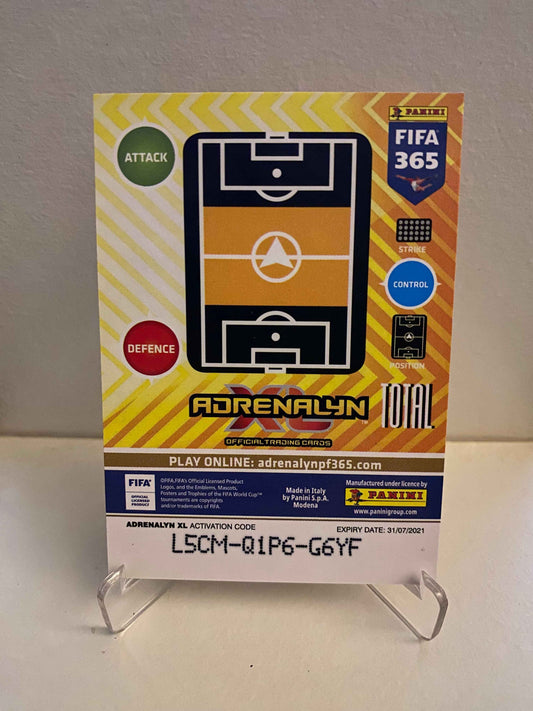 PANINI
FIFA
365
ATTACK
STRIKE
CONTROL
DEFENCE
POSITION
ADRENALYN
XL
TOTAL
OFFICIAL TRADING CARDS
PLAY ONLINE: adrenalynpf365.com
FIFA
OFFICIAL
LICENSED
PRODUCT
©FIFA, FIFA's Official Licensed Product
Logos, and the Emblems, Mascots,
Posters and Trophies of the FIFA World Cup™
tournaments are copyrights
and/or trademarks of FIFA.
Made in Italy
by Panini S.p.A.
Modena
Manufactured under licence by
PANINI
www.paninigroup.com
ADRENALYN XL ACTIVATION CODE
EXPIRY DATE: 31/07/2021
L5CM-Q1P6-G6YF